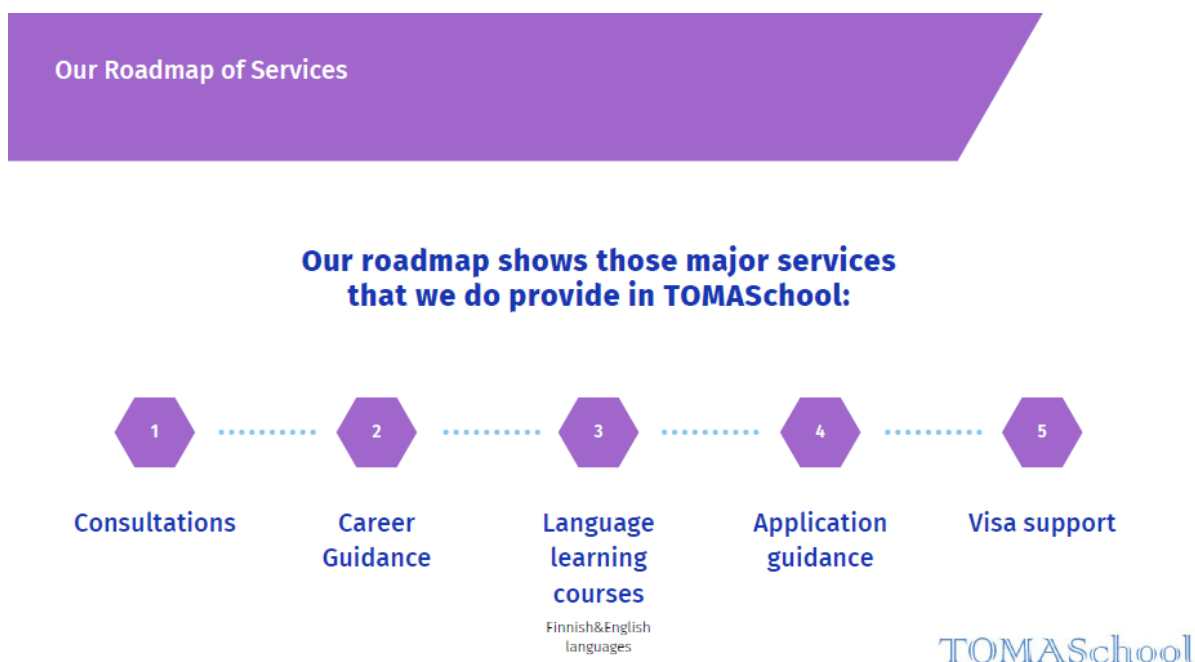 Our Roadmap of Services
Our roadmap shows those major services
that we do provide in TOMASchool:
1
2
3
4
5
Consultations
Career
Guidance
Language
learning
courses
Finnish&English
languages
Application
guidance
Visa support
TOMASchool